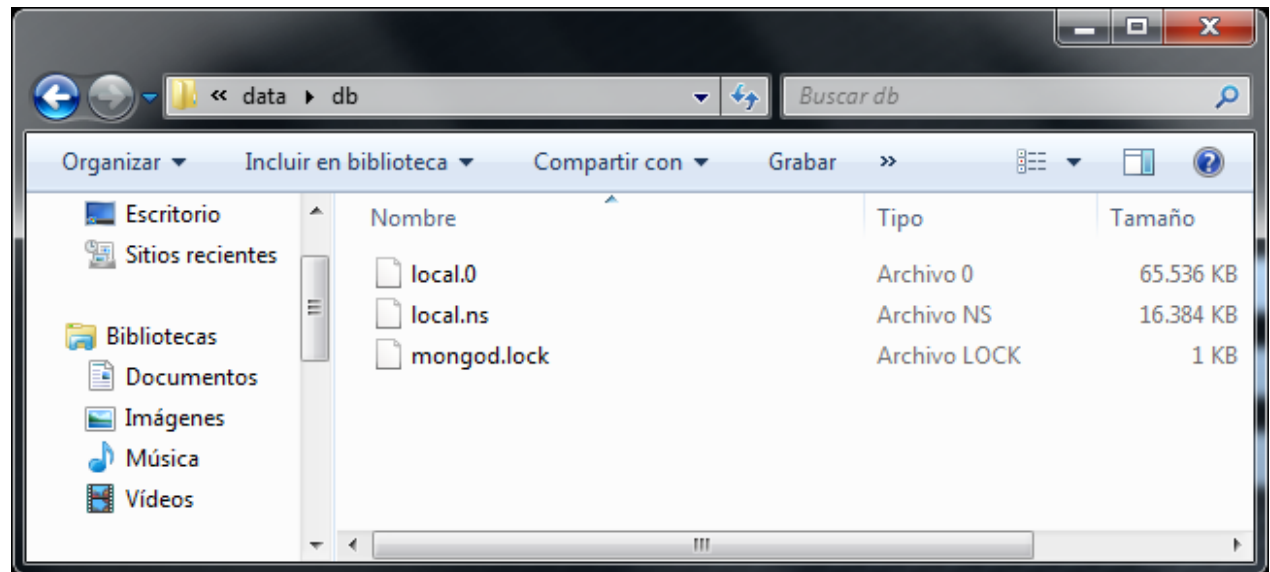 « data ▸ db
Buscar db
Organizar Incluir en biblioteca Compartir con Grabar »
Escritorio
Sitios recientes
Bibliotecas
Documentos
Imágenes
Música
Vídeos
Nombre Tipo Tamaño
local.0 Archivo 0 65.536 KB
local.ns Archivo NS 16.384 KB
mongod.lock Archivo LOCK 1 KB